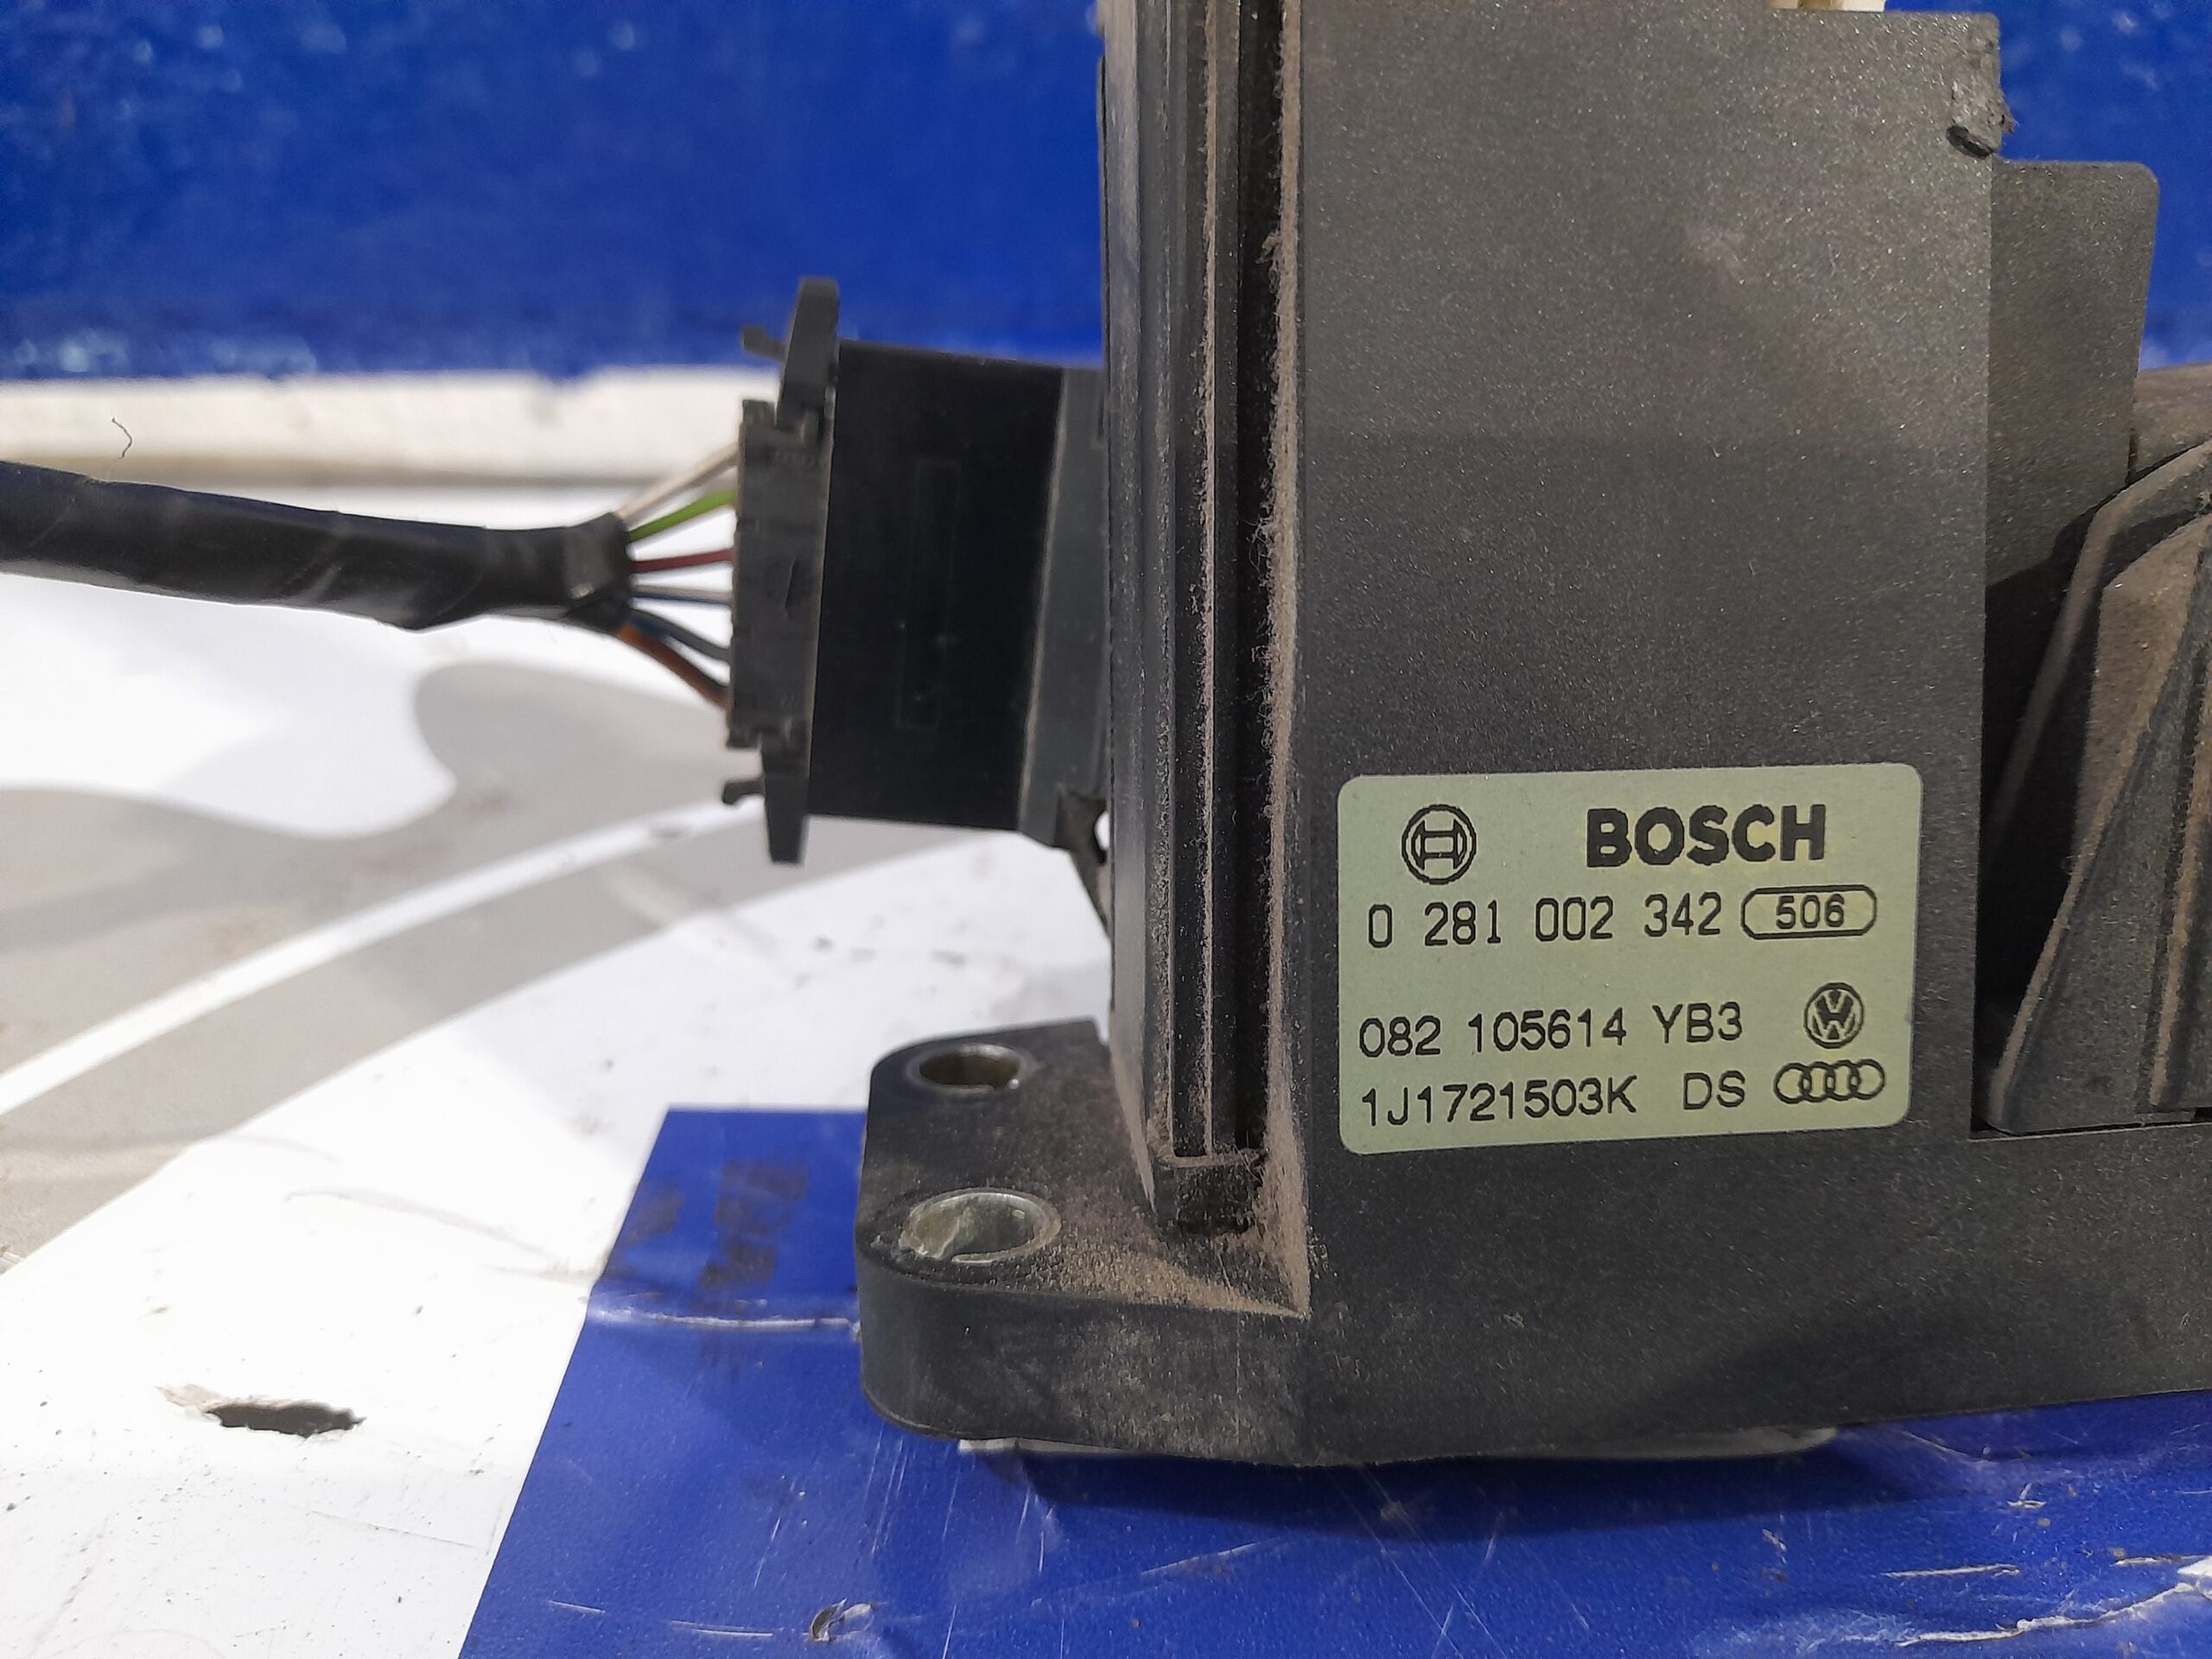 BOSCH
0 281 002 342 506
082 105614 YB3
1J1721503K DS